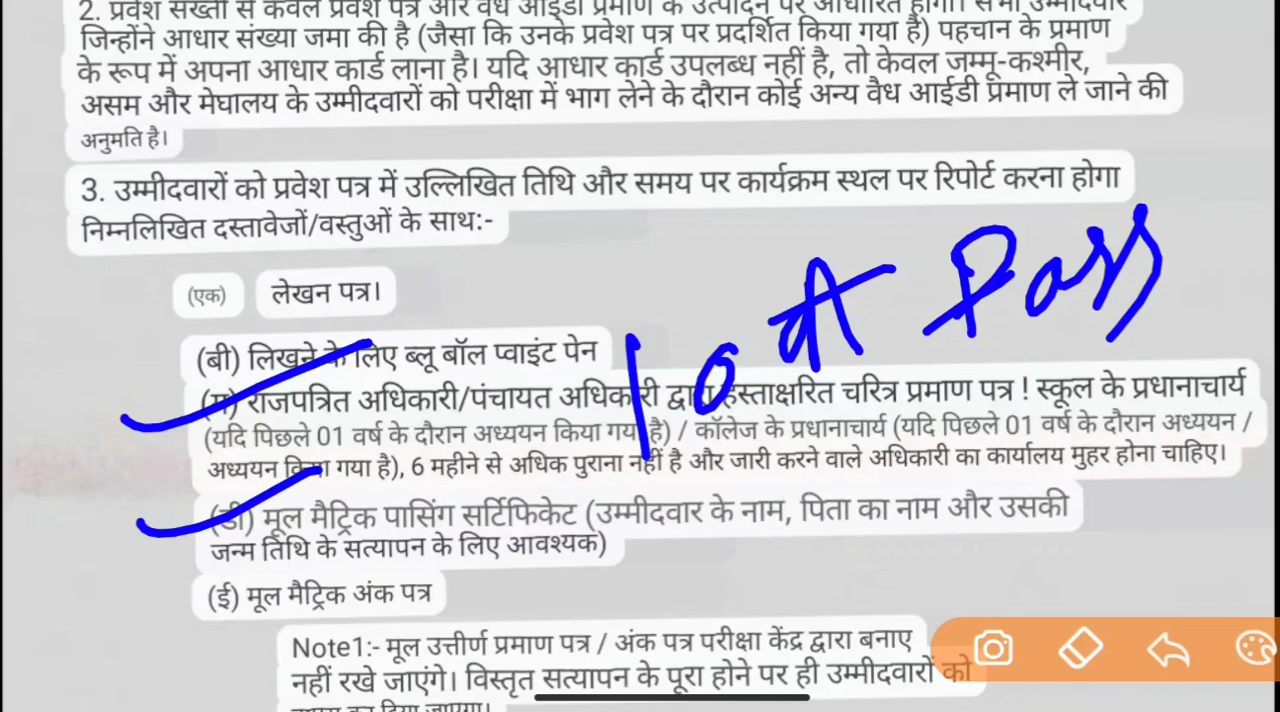 2. प्रवेश सख्ती से केवल प्रवेश पत्र और वैध आईडी प्रमाण के उत्पादन पर आधारित होगा। सभी उम्मीदवार
जिन्होंने आधार संख्या जमा की है (जैसा कि उनके प्रवेश पत्र पर प्रदर्शित किया गया है) पहचान के प्रमाण
के रूप में अपना आधार कार्ड लाना है। यदि आधार कार्ड उपलब्ध नहीं है, तो केवल जम्मू-कश्मीर,
असम और मेघालय के उम्मीदवारों को परीक्षा में भाग लेने के दौरान कोई अन्य वैध आईडी प्रमाण ले जाने की
अनुमति है।
3. उम्मीदवारों को प्रवेश पत्र में उल्लिखित तिथि और समय पर कार्यक्रम स्थल पर रिपोर्ट करना होगा
निम्नलिखित दस्तावेजों/वस्तुओं के साथ:-
(एक) लेखन पत्र।
10 वी Pass
(बी) लिखने के लिए ब्लू बॉल प्वाइंट पेन
(ग) राजपत्रित अधिकारी/पंचायत अधिकारी द्वारा हस्ताक्षरित चरित्र प्रमाण पत्र ! स्कूल के प्रधानाचार्य
(यदि पिछले 01 वर्ष के दौरान अध्ययन किया गया है) / कॉलेज के प्रधानाचार्य (यदि पिछले 01 वर्ष के दौरान अध्ययन /
अध्ययन किया गया है), 6 महीने से अधिक पुराना नहीं है और जारी करने वाले अधिकारी का कार्यालय मुहर होना चाहिए।
(डी) मूल मैट्रिक पासिंग सर्टिफिकेट (उम्मीदवार के नाम, पिता का नाम और उसकी
जन्म तिथि के सत्यापन के लिए आवश्यक)
(ई) मूल मैट्रिक अंक पत्र
Note1:- मूल उत्तीर्ण प्रमाण पत्र / अंक पत्र परीक्षा केंद्र द्वारा बनाए
नहीं रखे जाएंगे। विस्तृत सत्यापन के पूरा होने पर ही उम्मीदवारों को